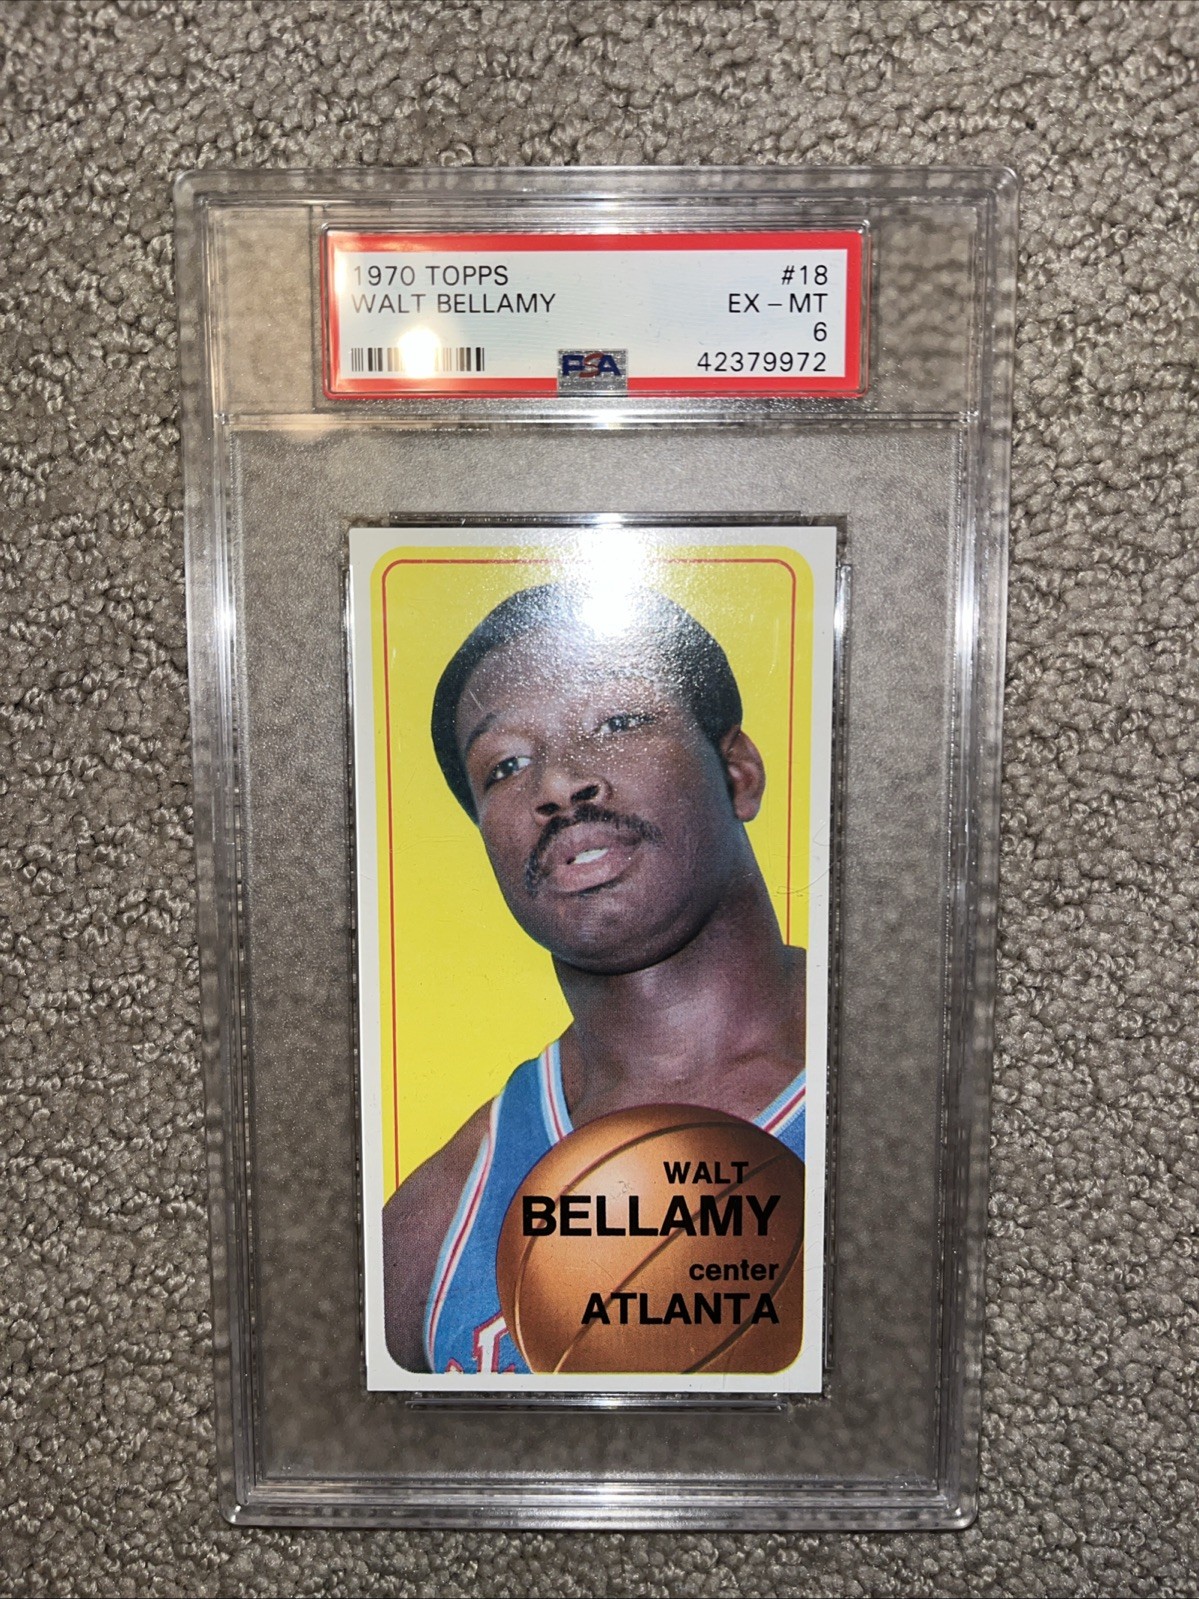 1970 TOPPS #18
WALT BELLAMY EX – MT
6
PSA 42379972
WALT
BELLAMY
center
ATLANTA